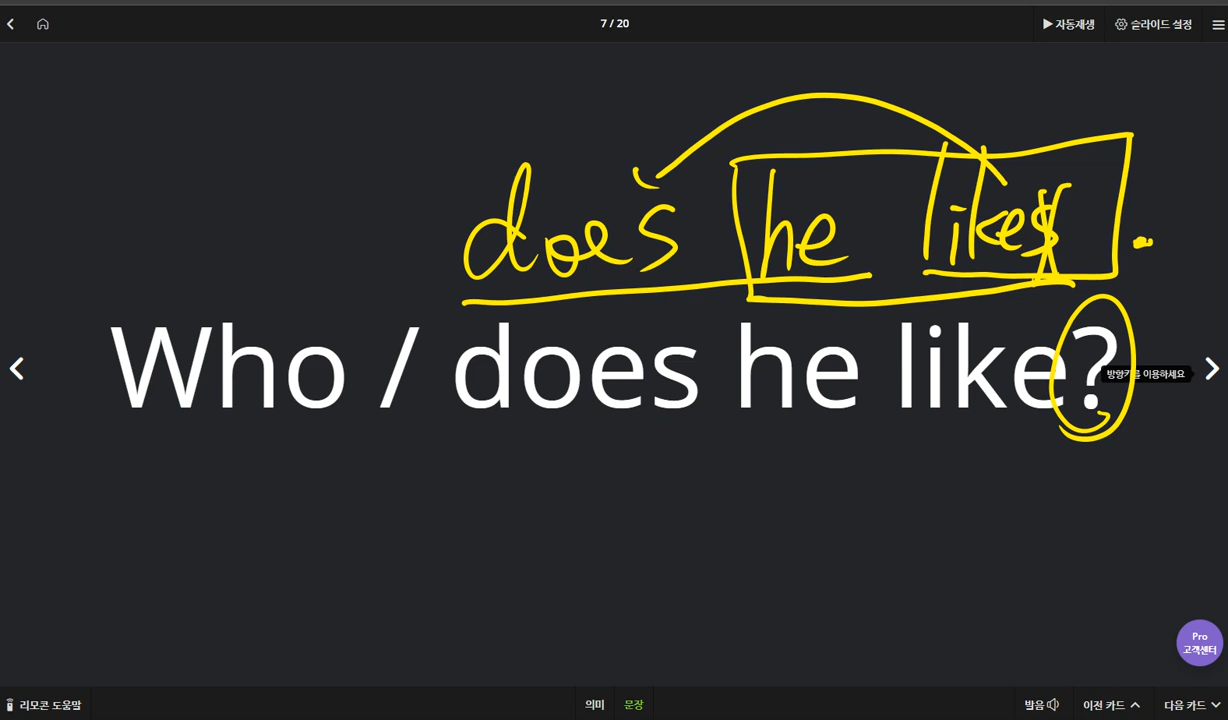 7 / 20
자동재생
슬라이드 설정
does he likes.
Who / does he like?
방향키를 이용하세요
Pro
고객센터
리모콘 도움말
의미
문장
발음
이전 카드
다음 카드